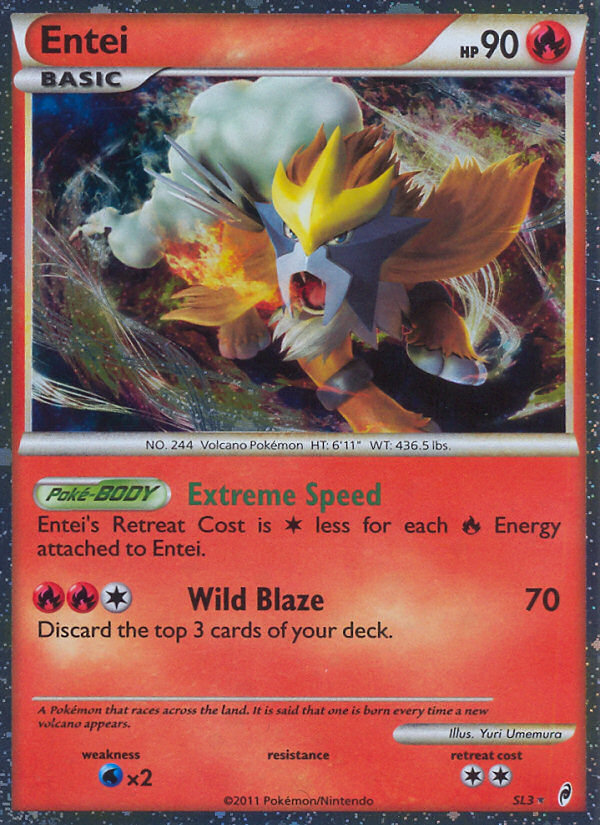 Entei
HP 90
BASIC
NO. 244 Volcano Pokémon HT: 6'11" WT: 436.5 lbs.
Poké-BODY Extreme Speed
Entei's Retreat Cost is less for each Energy
attached to Entei.
Wild Blaze 70
Discard the top 3 cards of your deck.
A Pokémon that races across the land. It is said that one is born every time a new
volcano appears.
Illus. Yuri Umemura
weakness resistance retreat cost
×2
©2011 Pokémon/Nintendo SL3